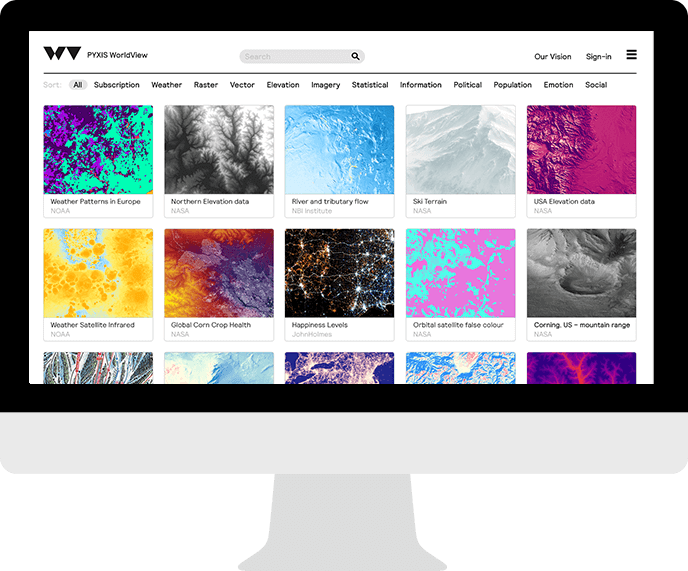 PYXIS WorldView
Search
Our Vision
Sign-in
Sort: All Subscription Weather Raster Vector Elevation Imagery Statistical Information Political Population Emotion Social
Weather Patterns in Europe
NOAA
Northern Elevation data
NASA
River and tributary flow
NBI Institute
Ski Terrain
NASA
USA Elevation data
NASA
Weather Satellite Infrared
NOAA
Global Corn Crop Health
NASA
Happiness Levels
JohnHolmes
Orbital satellite false colour
NASA
Corning, US – mountain range
NASA